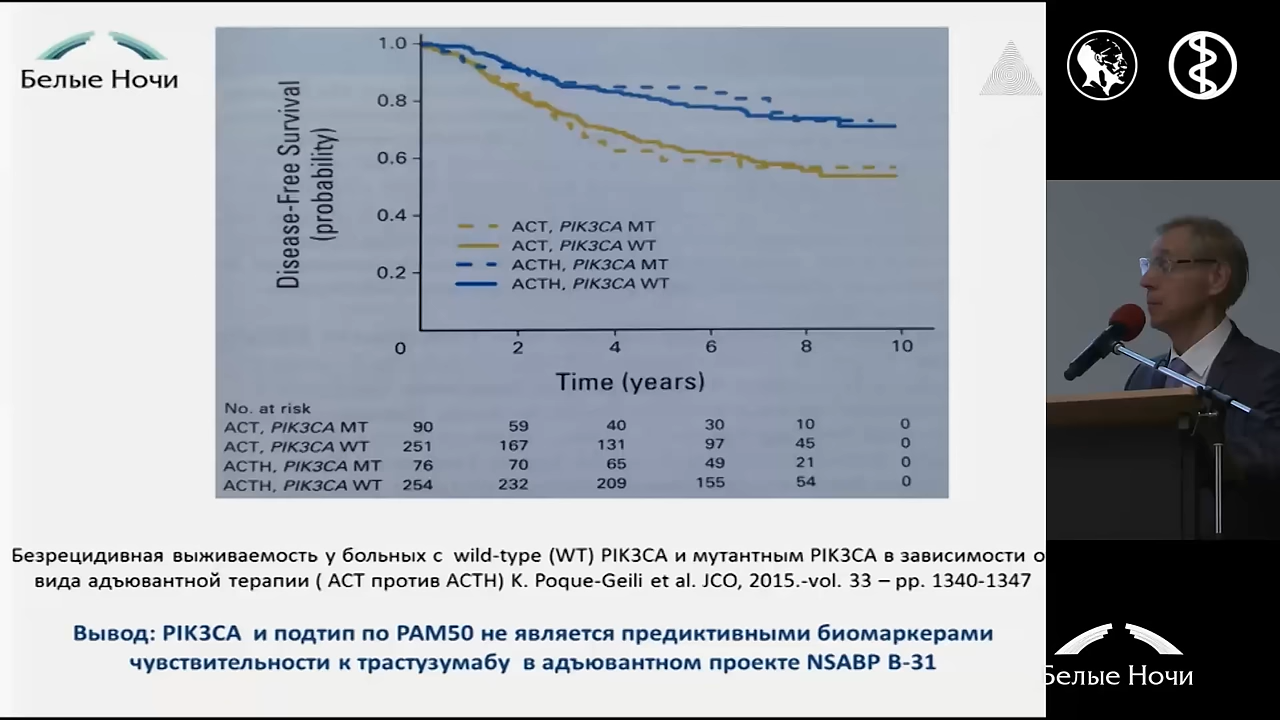 Белые Ночи
Disease-Free Survival
(probability)
1.0
0.8
0.6
0.4
0.2
ACT, PIK3CA MT
ACT, PIK3CA WT
ACTH, PIK3CA MT
ACTH, PIK3CA WT
0 2 4 6 8 10
Time (years)
No. at risk
ACT, PIK3CA MT 90 59 40 30 10 0
ACT, PIK3CA WT 251 167 131 97 45 0
ACTH, PIK3CA MT 76 70 65 49 21 0
ACTH, PIK3CA WT 254 232 209 155 54 0
Безрецидивная выживаемость у больных с wild-type (WT) PIK3CA и мутантным PIK3CA в зависимости о
вида адъювантной терапии ( ACT против ACTH) K. Poque-Geili et al. JCO, 2015.-vol. 33 – pp. 1340-1347
Вывод: PIK3CA и подтип по PAM50 не является предиктивными биомаркерами
чувствительности к трастузумабу в адъювантном проекте NSABP B-31
Белые Ночи